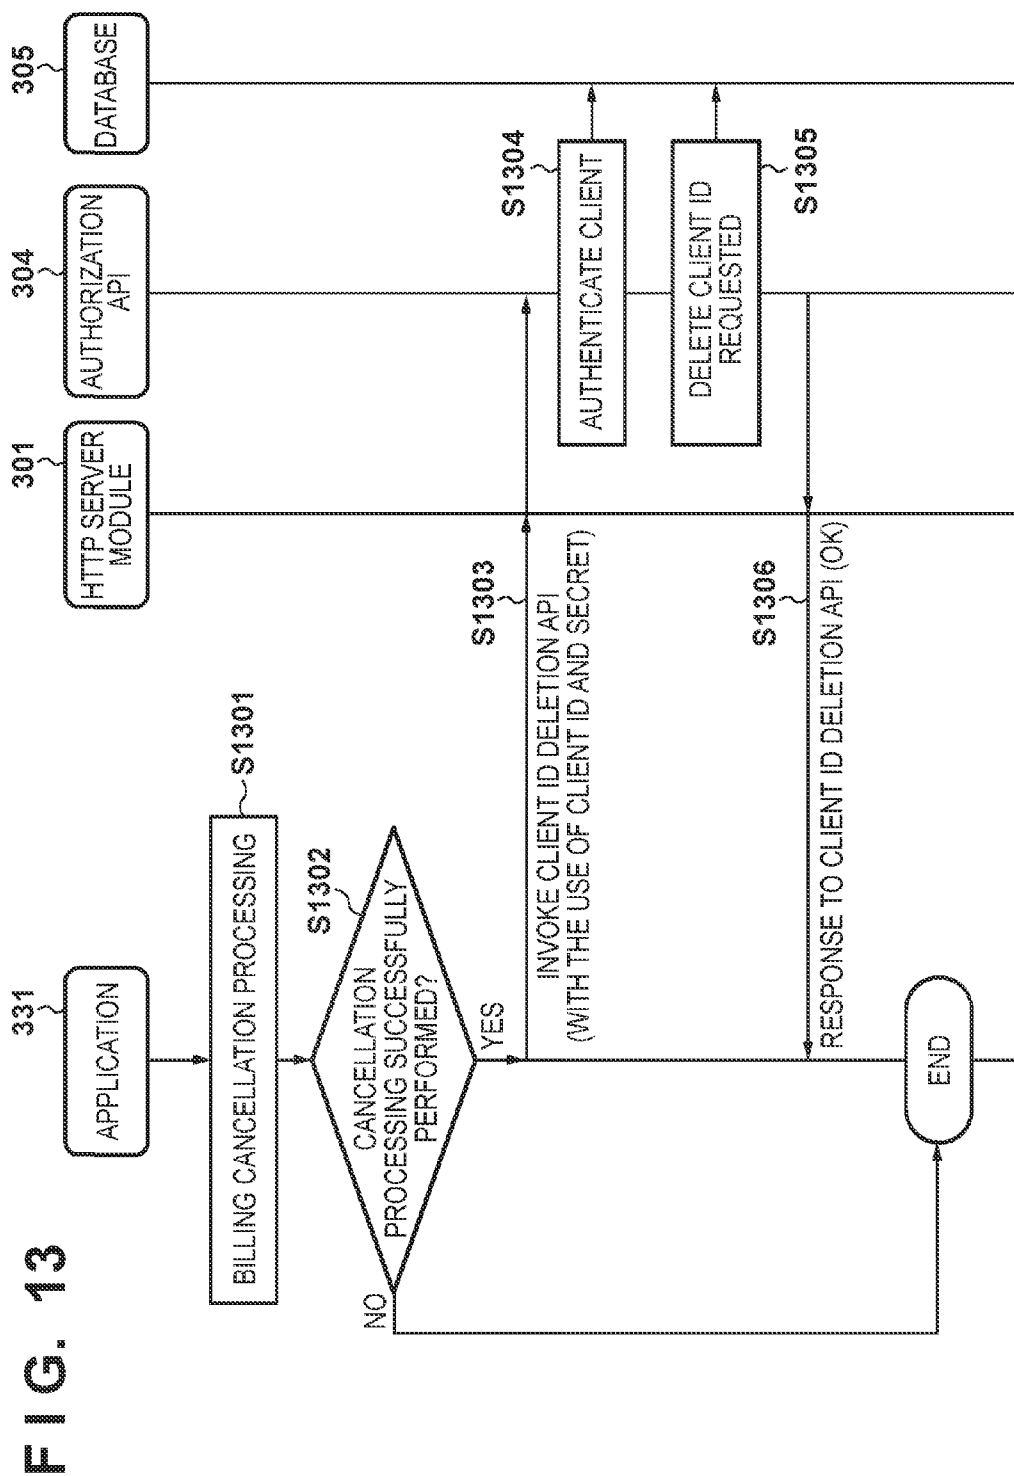 FIG. 13
331
APPLICATION
301
HTTP SERVER
MODULE
304
AUTHORIZATION
API
305
DATABASE
S1301
BILLING CANCELLATION PROCESSING
S1302
CANCELLATION
PROCESSING SUCCESSFULLY
PERFORMED?
NO
YES
S1303
INVOKE CLIENT ID DELETION API
(WITH THE USE OF CLIENT ID AND SECRET)
S1304
AUTHENTICATE CLIENT
DELETE CLIENT ID
REQUESTED
S1305
S1306
RESPONSE TO CLIENT ID DELETION API (OK)
END